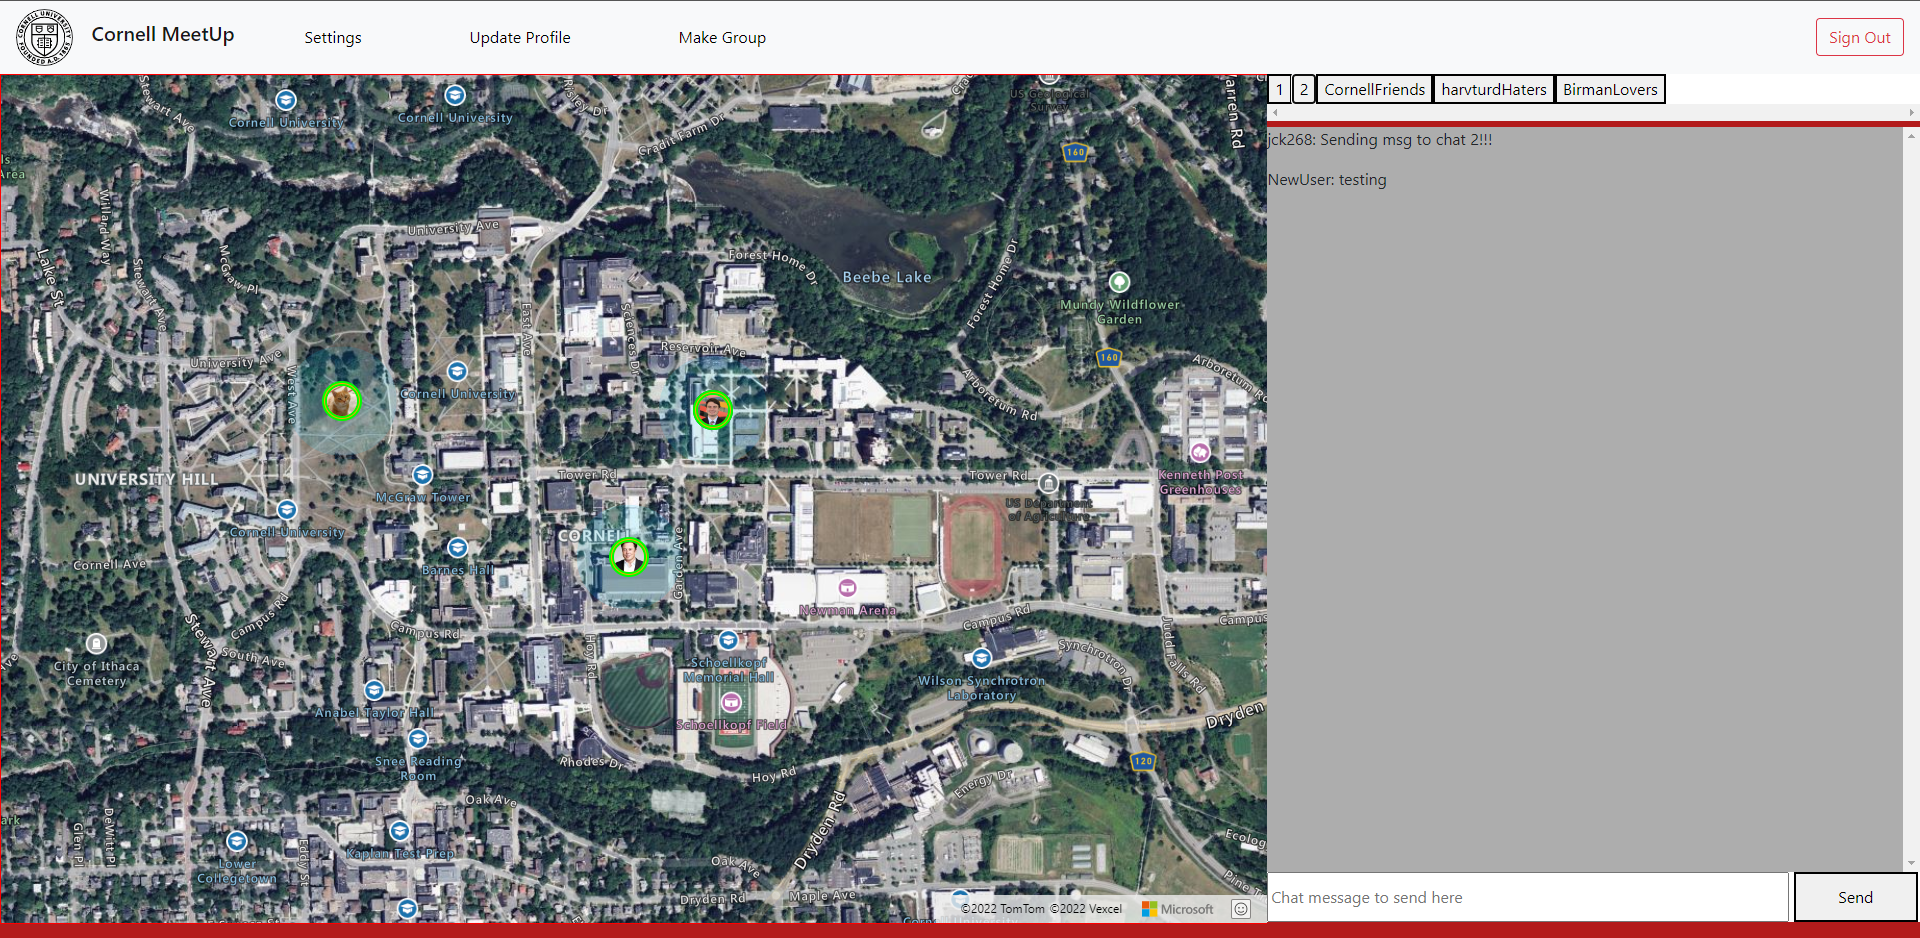 Cornell MeetUp
Settings
Update Profile
Make Group
Sign Out
1
2
CornellFriends
harvturdHaters
BirmanLovers
jck268: Sending msg to chat 2!!!
NewUser: testing
Chat message to send here
Send
CORNELL UNIVERSITY
FOUNDED A.D. 1865
Stewart Ave
Cornell University
Cornell University
Risley Dr
Cradit Farm Dr
US Geological
Survey
Warren Rd
160
Willard Way
University Ave
Lake St
Stewart Ave
McGraw Pl
Forest Home Dr
Beebe Lake
Forest Home Dr
Mundy Wildflower
Garden
East Ave
Sciences Dr
Reservoir Ave
160
University Ave
West Ave
Cornell University
Arboretum Rd
Arboretum Rd
UNIVERSITY HILL
McGraw Tower
Tower Rd
Tower Rd
US Department
of Agriculture
Kenneth Post
Greenhouses
Cornell University
CORNELL
Garden Ave
Cornell Ave
Barnes Hall
Newman Arena
Campus Rd
Campus Rd
Campus Rd
Campus
Stewart Ave
South Ave
Hoy Rd
Judd Falls Rd
City of Ithaca
Cemetery
Schoellkopf
Memorial Hall
Synchrotron Dr
Wilson Synchrotron
Laboratory
Anabel Taylor Hall
Schoellkopf Field
Dryden
Snee Reading
Room
Rhodes Dr
Hoy Rd
120
Energy Dr
Oak Ave
Dryden Rd
Glen Pl
DeWitt Pl
Eddy St
Kaplan Test Prep
Lower
Collegetown
Oak Ave
Maple Ave
Dryden Rd
Pine T
Ecolog
©2022 TomTom ©2022 Vexcel
Microsoft